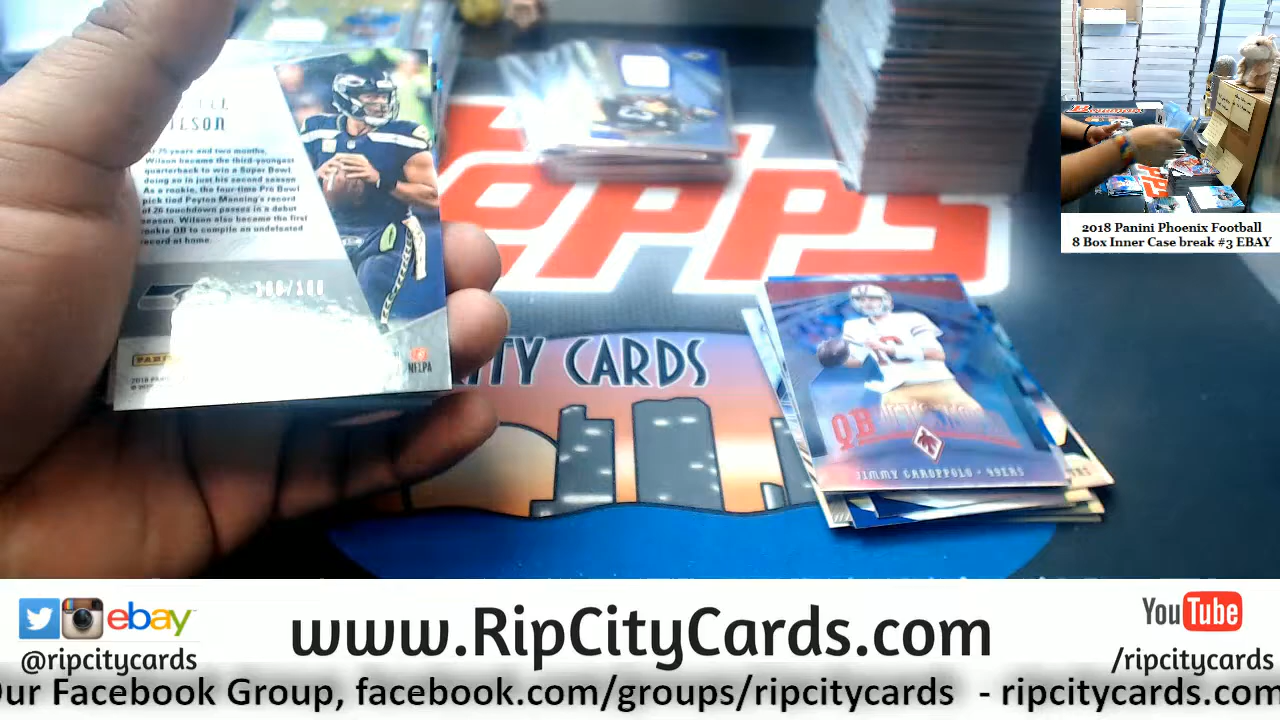 WILSON
At 25 years and two months,
Wilson became the third-youngest
quarterback to win a Super Bowl
doing so in just his second season
As a rookie, the four-time Pro Bowl
pick tied Peyton Manning's record
of 26 touchdown passes in a debut
season. Wilson also became the first
rookie QB to compile an undefeated
record at home.
NFLPA
TOPPS
CITY CARDS
QB
JIMMY GAROPPOLO • 49ERS
2018 Panini Phoenix Football
8 Box Inner Case break #3 EBAY
ebay
@ripcitycards
www.RipCityCards.com
YouTube
/ripcitycards
Our Facebook Group, facebook.com/groups/ripcitycards - ripcitycards.com